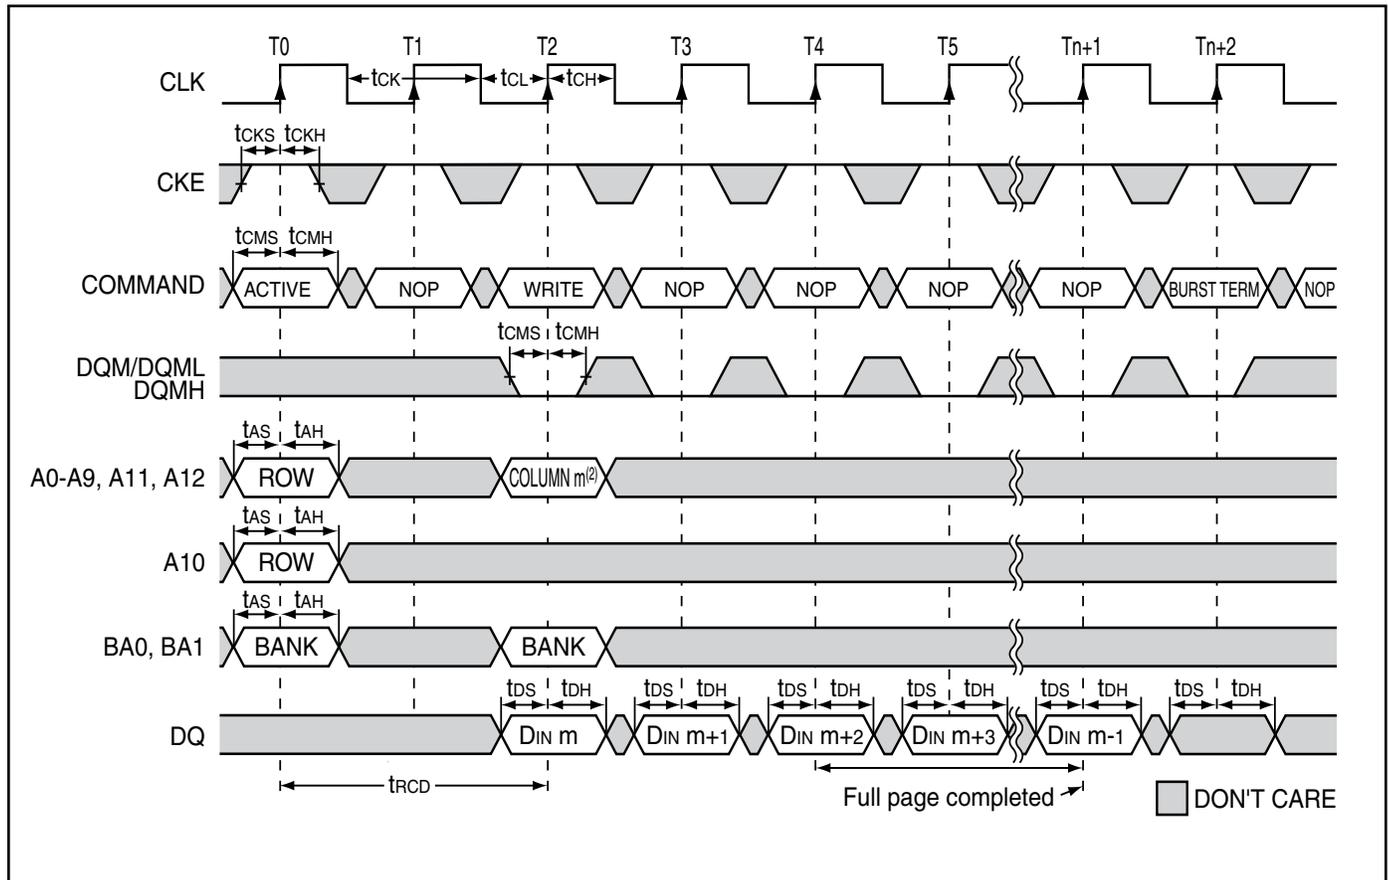 T0 T1 T2 T3 T4 T5 Tn+1 Tn+2
CLK tCK tCL tCH
tCKS tCKH
CKE
tCMS tCMH
COMMAND ACTIVE NOP WRITE NOP NOP NOP NOP BURST TERM NOP
tCMS tCMH
DQM/DQML
DQMH
tAS tAH
A0-A9, A11, A12 ROW COLUMN m(2)
tAS tAH
A10 ROW
tAS tAH
BA0, BA1 BANK BANK
tDS tDH tDS tDH tDS tDH tDS tDH tDS tDH tDS tDH
DQ DIN m DIN m+1 DIN m+2 DIN m+3 DIN m-1
tRCD
Full page completed DON'T CARE